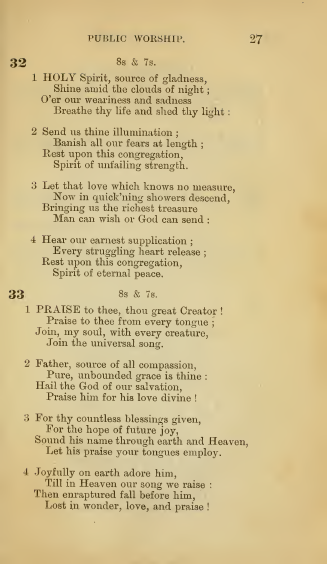 PUBLIC WORSHIP. 27
32 8s & 7s.
1 HOLY Spirit, source of gladness,
Shine amid the clouds of night ;
O'er our weariness and sadness
Breathe thy life and shed thy light :
2 Send us thine illumination ;
Banish all our fears at length ;
Rest upon this congregation,
Spirit of unfailing strength.
3 Let that love which knows no measure,
Now in quick'ning showers descend,
Bringing us the richest treasure
Man can wish or God can send :
4 Hear our earnest supplication ;
Every struggling heart release ;
Rest upon this congregation,
Spirit of eternal peace.
33 8s & 7s.
1 PRAISE to thee, thou great Creator !
Praise to thee from every tongue ;
Join, my soul, with every creature,
Join the universal song.
2 Father, source of all compassion,
Pure, unbounded grace is thine :
Hail the God of our salvation,
Praise him for his love divine !
3 For thy countless blessings given,
For the hope of future joy,
Sound his name through earth and Heaven,
Let his praise your tongues employ.
4 Joyfully on earth adore him,
Till in Heaven our song we raise :
Then enraptured fall before him,
Lost in wonder, love, and praise !